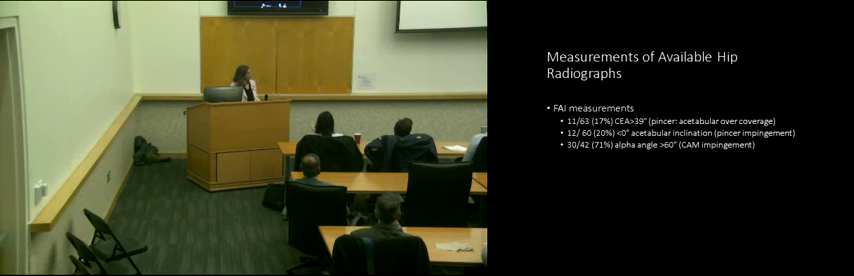 Measurements of Available Hip
Radiographs
• FAI measurements
• 11/63 (17%) CEA>39° (pincer: acetabular over coverage)
• 12/ 60 (20%) <0° acetabular inclination (pincer impingement)
• 30/42 (71%) alpha angle >60° (CAM impingement)